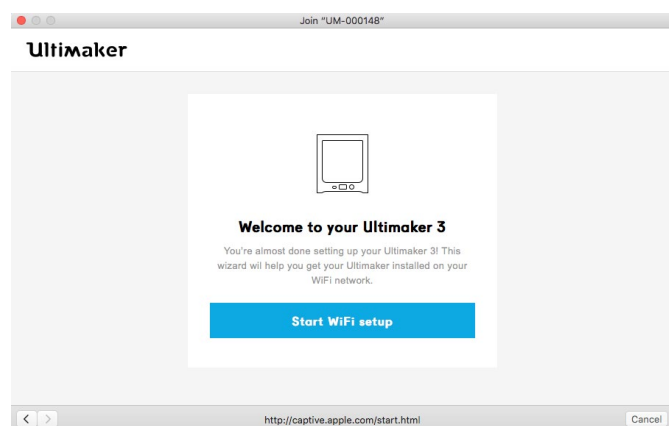 Join "UM-000148"
Ultimaker
Welcome to your Ultimaker 3
You're almost done setting up your Ultimaker 3! This
wizard wil help you get your Ultimaker installed on your
WiFi network.
Start WiFi setup
http://captive.apple.com/start.html
Cancel